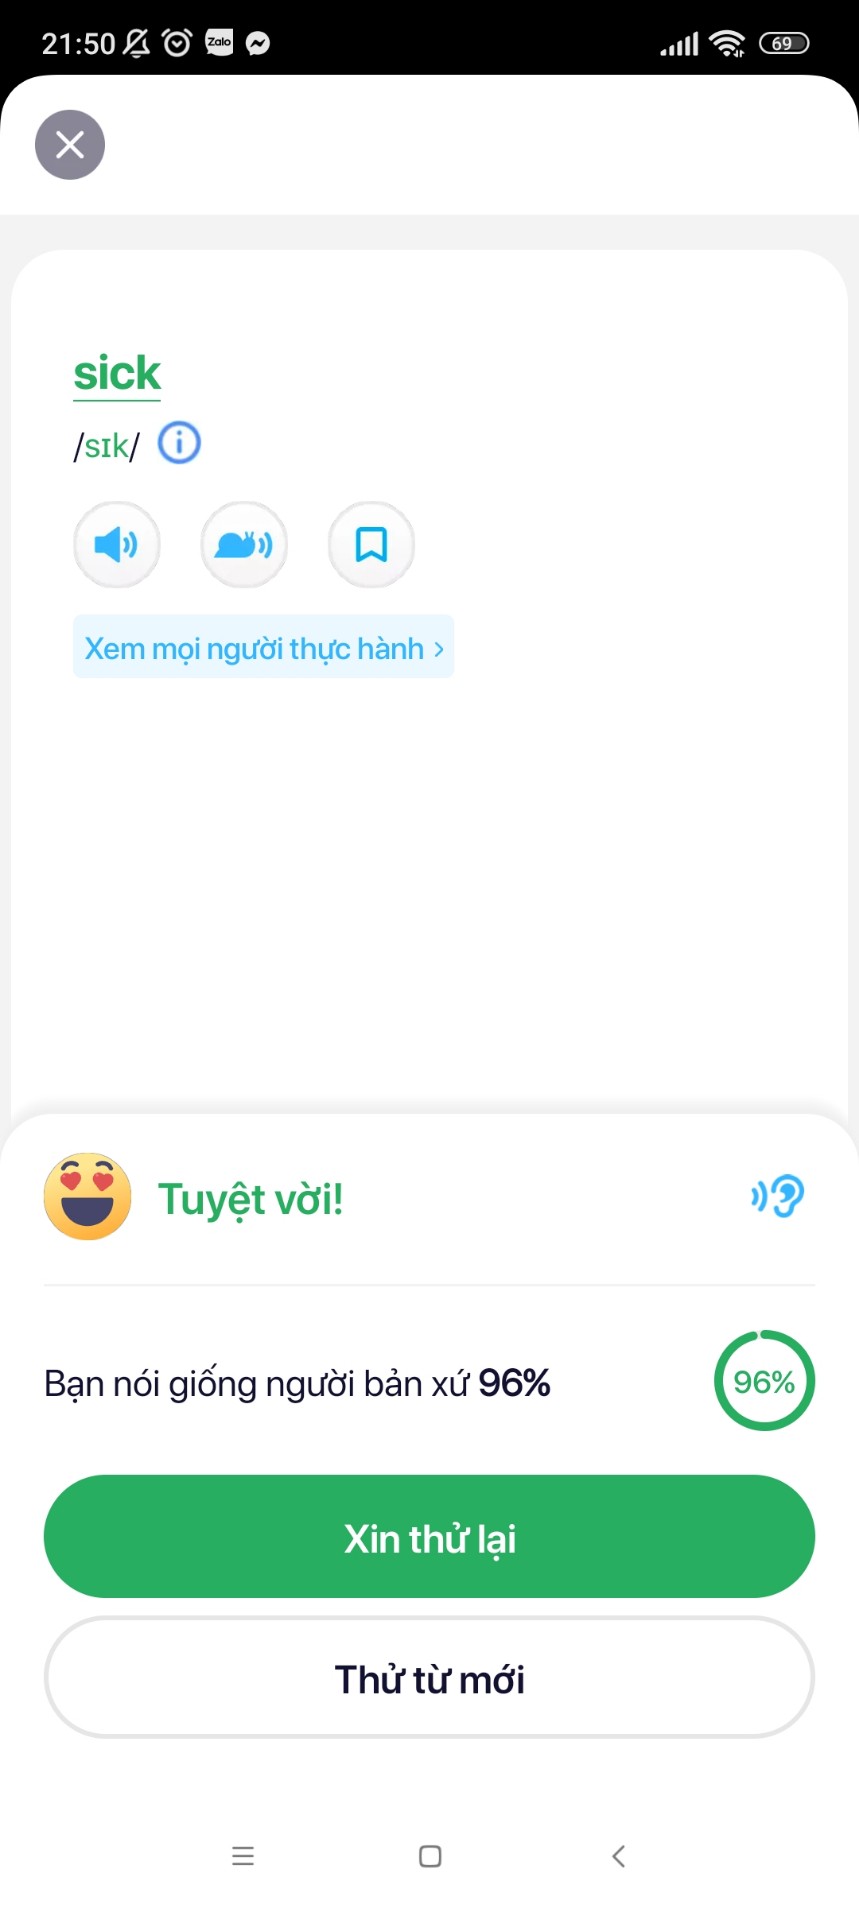 21:50 Zalo 69
sick
/sɪk/
Xem mọi người thực hành
Tuyệt vời!
Bạn nói giống người bản xứ 96%
96%
Xin thử lại
Thử từ mới